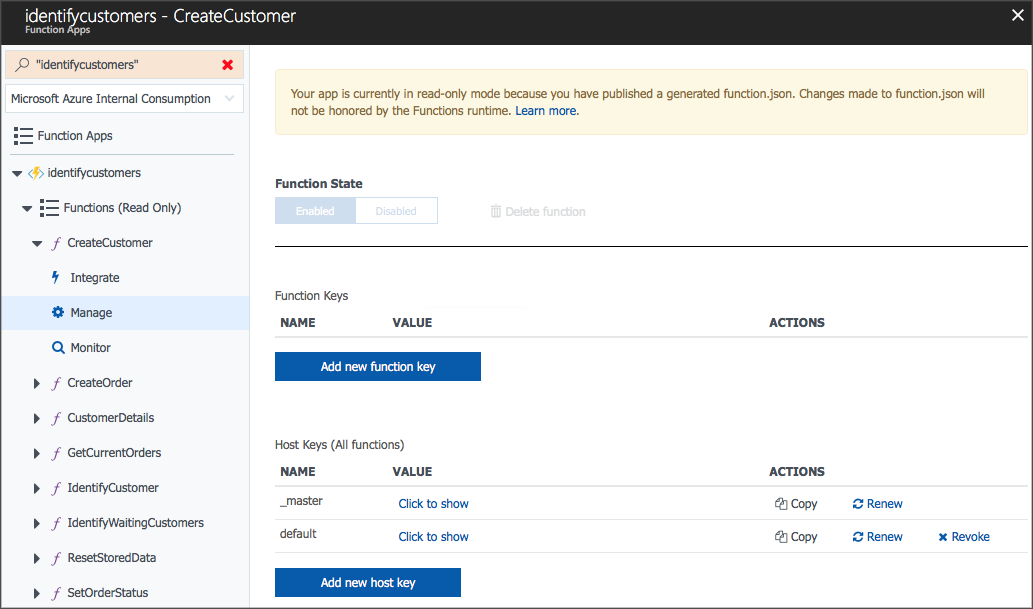 identifycustomers - CreateCustomer
Function Apps
"identifycustomers"
Microsoft Azure Internal Consumption
Function Apps
identifycustomers
Functions (Read Only)
CreateCustomer
Integrate
Manage
Monitor
CreateOrder
CustomerDetails
GetCurrentOrders
IdentifyCustomer
IdentifyWaitingCustomers
ResetStoredData
SetOrderStatus
Your app is currently in read-only mode because you have published a generated function.json. Changes made to function.json will
not be honored by the Functions runtime. Learn more.
Function State
Enabled Disabled Delete function
Function Keys
NAME VALUE ACTIONS
Add new function key
Host Keys (All functions)
NAME VALUE ACTIONS
_master Click to show Copy Renew
default Click to show Copy Renew Revoke
Add new host key